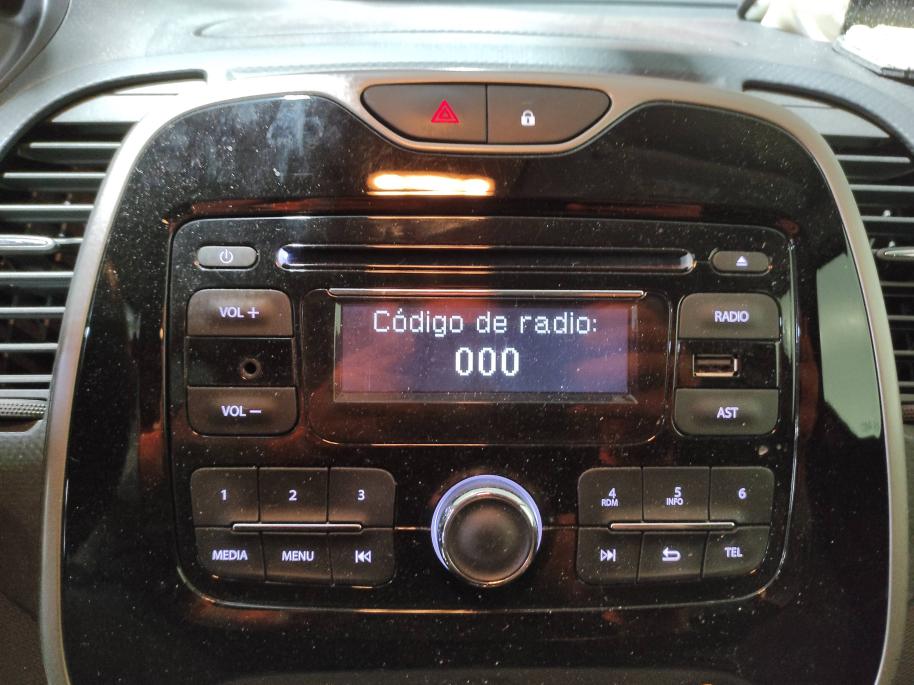 Código de radio:
000
VOL +
RADIO
VOL –
AST
1 2 3
4 5 6
RDM INFO
MEDIA MENU
TEL